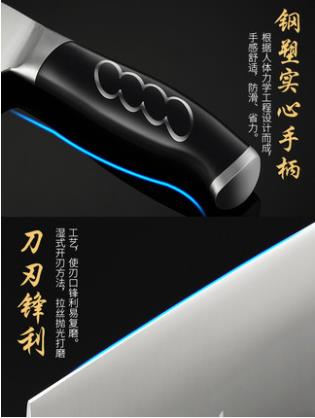 钢塑实心手柄
根据人体力学工程设计而成，
手感舒适，防滑、省力。
刀刃锋利
工艺，使刃口锋利易复磨。
湿式开刃方法，拉丝抛光打磨